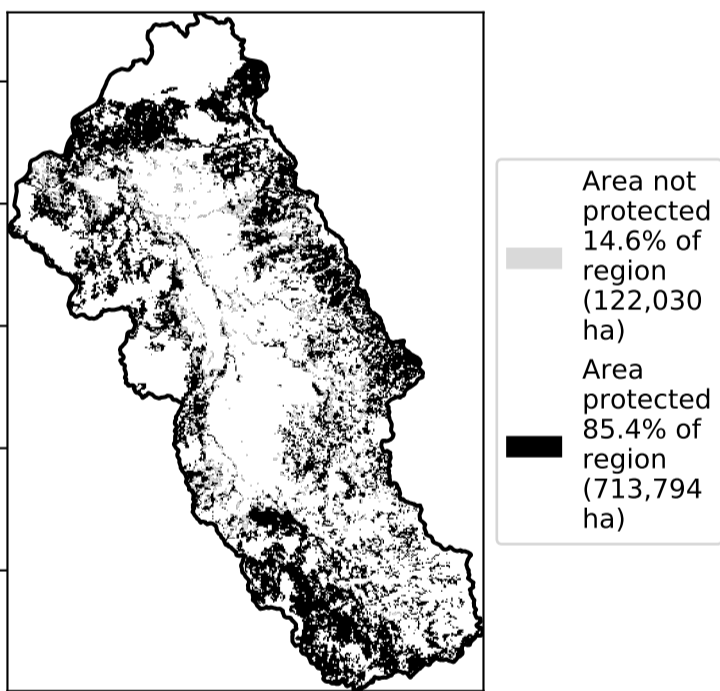 Area not
protected
14.6% of
region
(122,030
ha)
Area
protected
85.4% of
region
(713,794
ha)